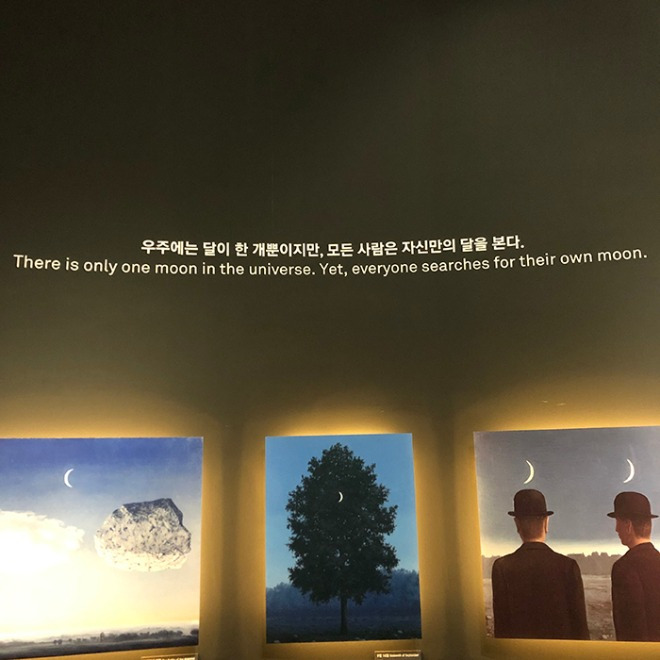 우주에는 달이 한 개뿐이지만, 모든 사람은 자신만의 달을 본다.
There is only one moon in the universe. Yet, everyone searches for their own moon.